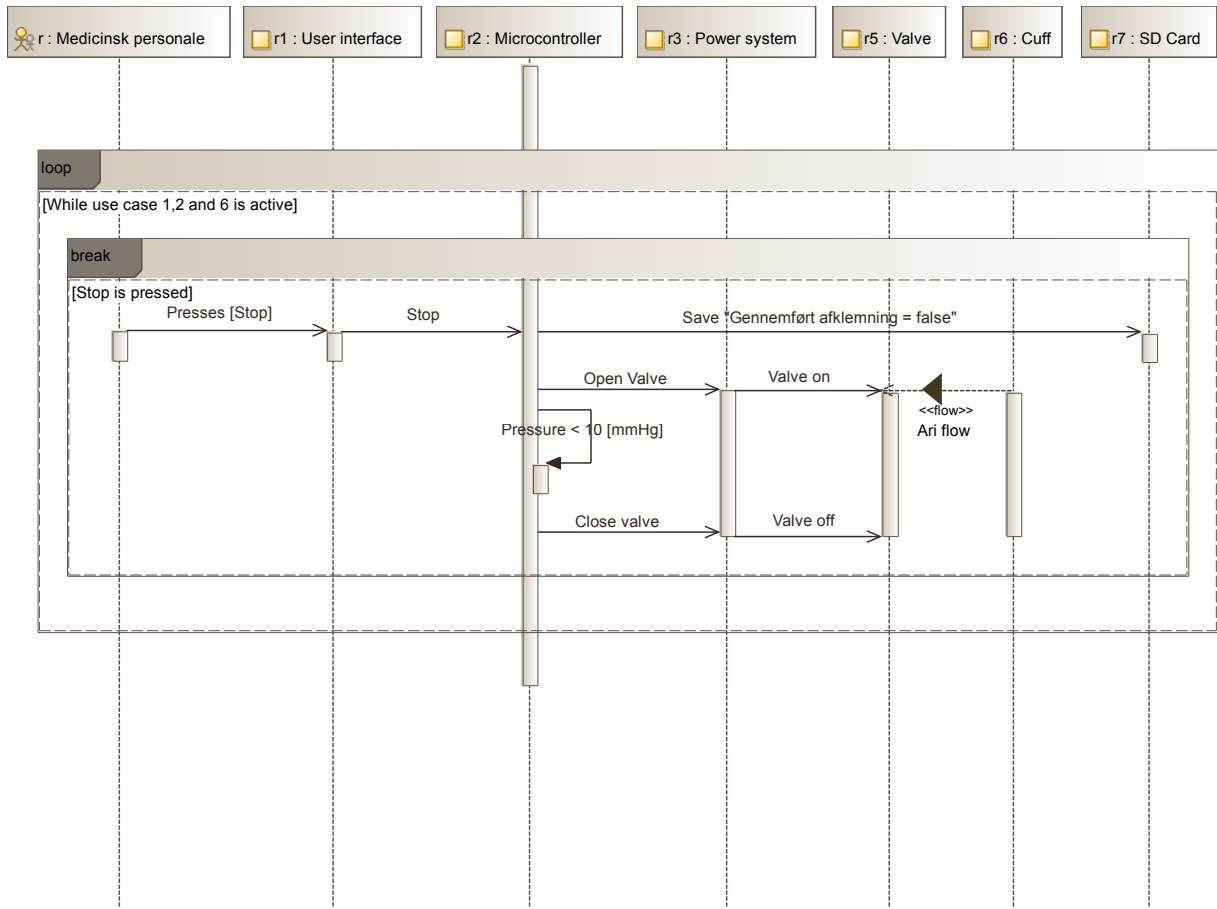 r : Medicinsk personale
r1 : User interface
r2 : Microcontroller
r3 : Power system
r5 : Valve
r6 : Cuff
r7 : SD Card
loop
[While use case 1,2 and 6 is active]
break
[Stop is pressed]
Presses [Stop]
Stop
Save "Gennemført afklemning = false"
Open Valve
Valve on
<<flow>>
Ari flow
Pressure < 10 [mmHg]
Close valve
Valve off